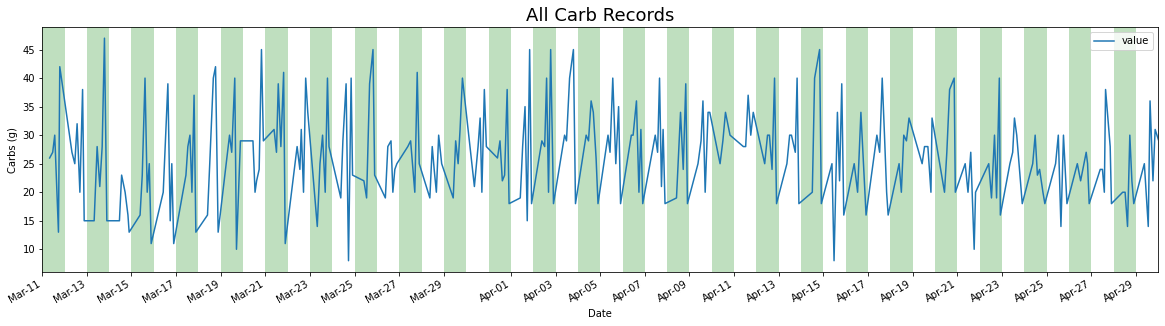 All Carb Records
value
Carbs (g)
45
40
35
30
25
20
15
10
Mar-11
Mar-13
Mar-15
Mar-17
Mar-19
Mar-21
Mar-23
Mar-25
Mar-27
Mar-29
Apr-01
Apr-03
Apr-05
Apr-07
Apr-09
Apr-11
Apr-13
Apr-15
Apr-17
Apr-19
Apr-21
Apr-23
Apr-25
Apr-27
Apr-29
Date